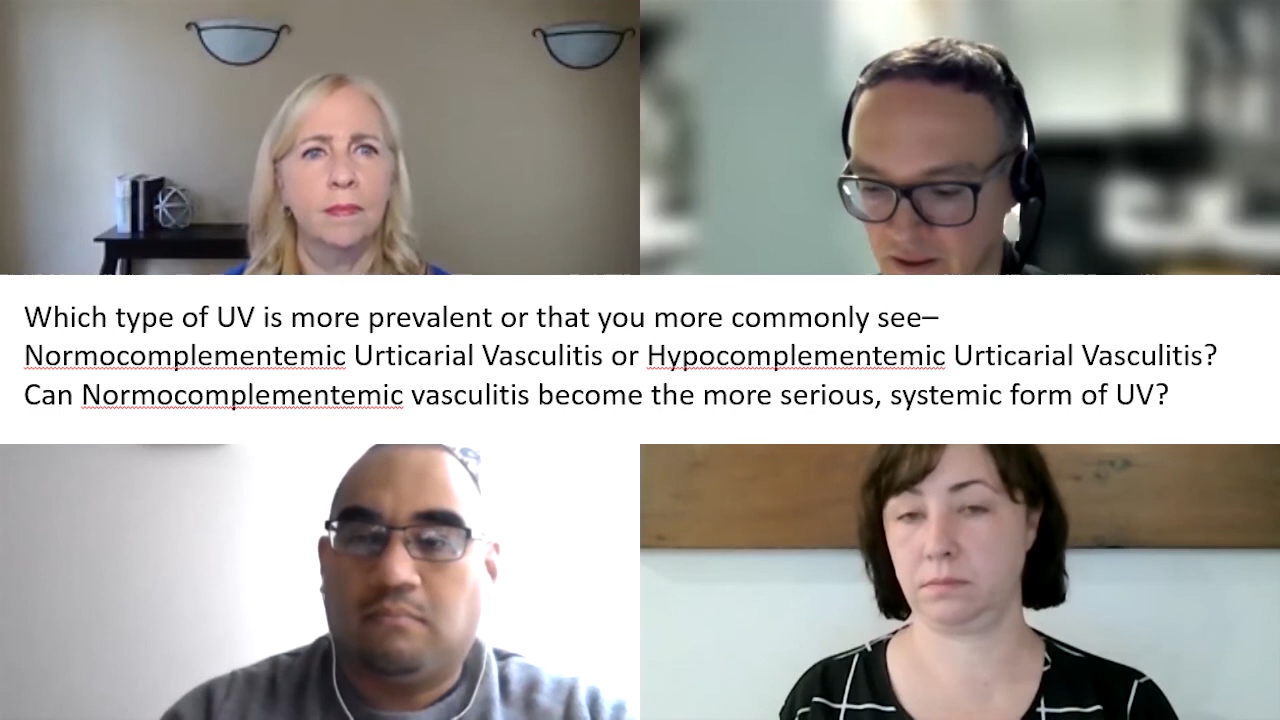 Which type of UV is more prevalent or that you more commonly see–
Normocomplementemic Urticarial Vasculitis or Hypocomplementemic Urticarial Vasculitis?
Can Normocomplementemic vasculitis become the more serious, systemic form of UV?